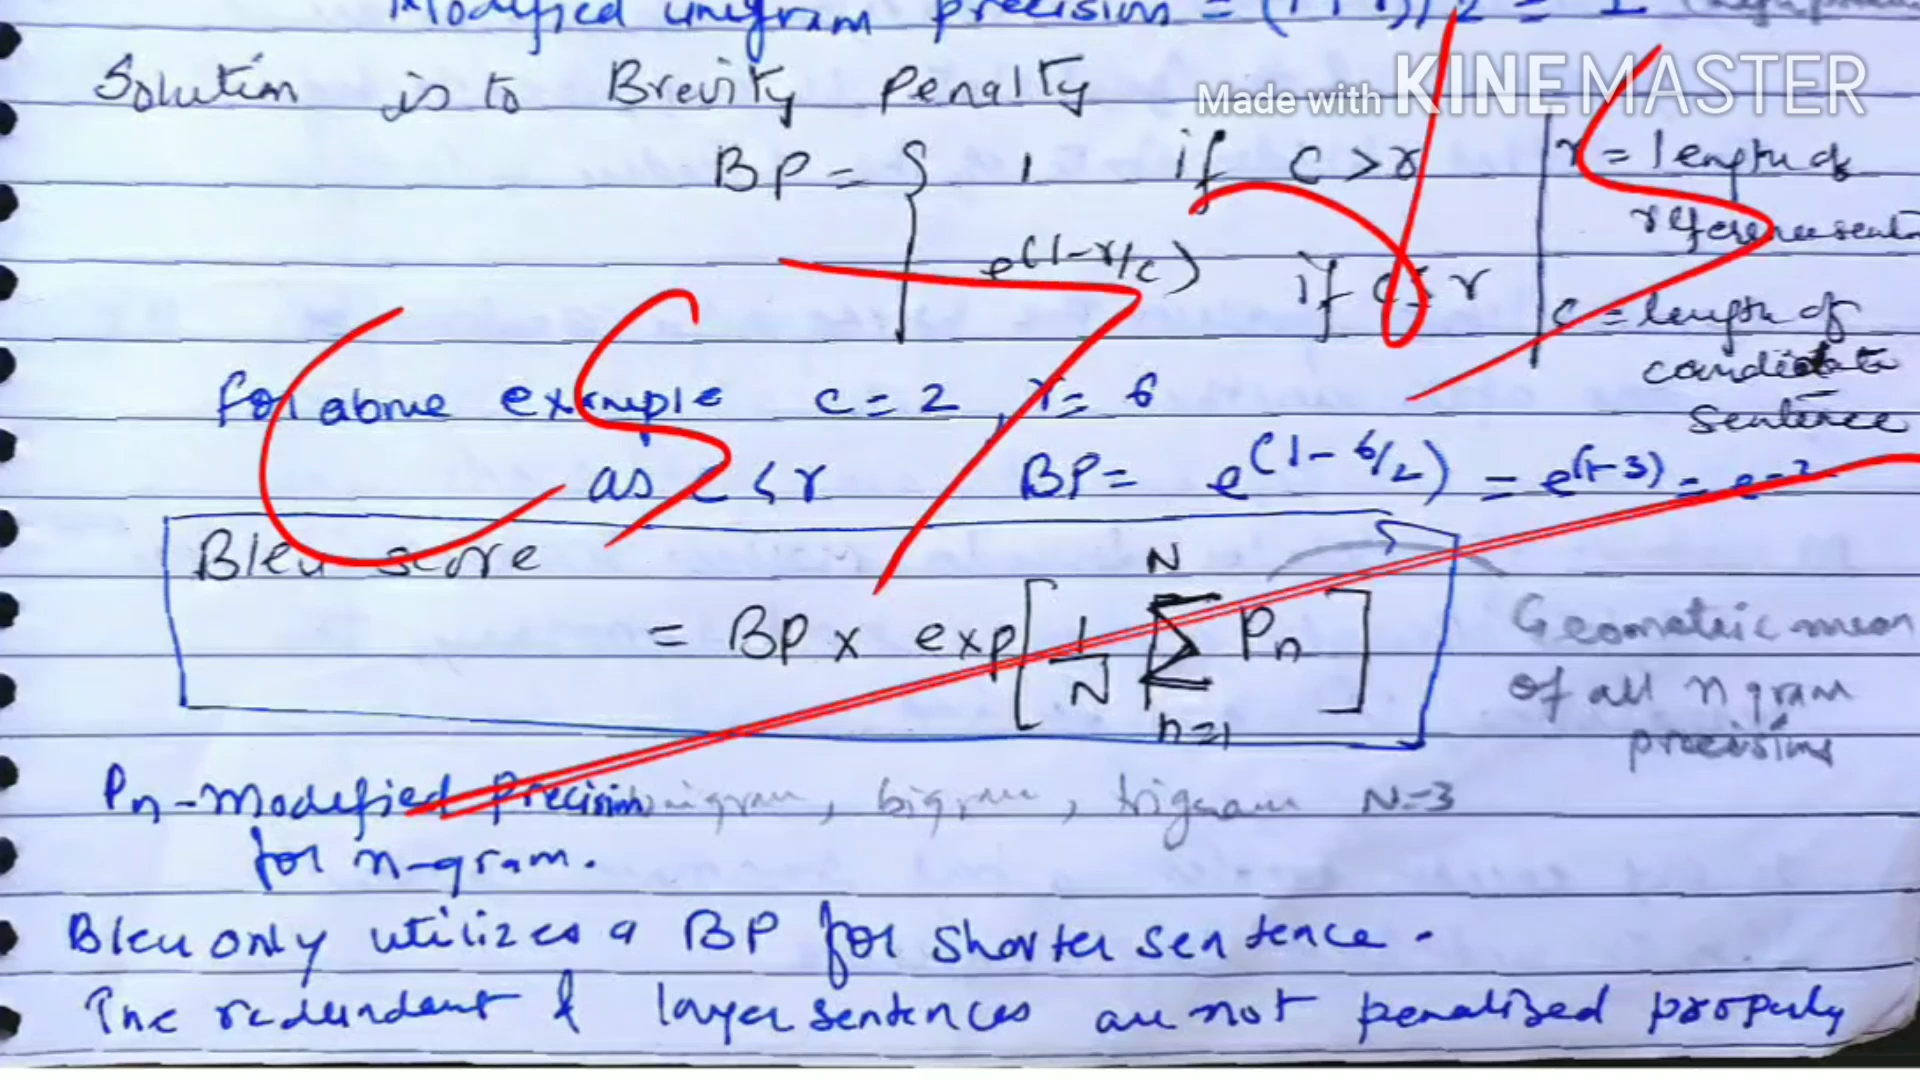 Modified unigram precision = (1+1)/2 = 1
Made with KINEMASTER
Solution is to Brevity Penalty
BP = { 1 if c > r
e(1-r/c) if c ≤ r
r = length of
reference
c = length of
candidate
sentence
for above example c = 2, r = 6
as c < r BP = e(1-6/2) = e(1-3) = e-2
Bleu score
= BP x exp[ 1/N N Σ n=1 Pn ]
Geometric mean
of all n gram
precisions
Pn - Modified precision unigram, bigram, trigram N=3
for n-gram.
Bleu only utilizes a BP for shorter sentence.
The redundant & longer sentences are not penalized properly